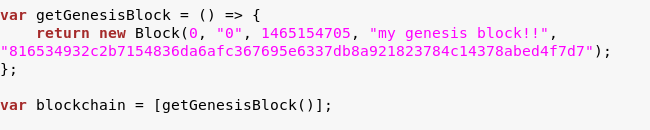 var getGenesisBlock = () => {
    return new Block(0, "0", 1465154705, "my genesis block!!",
"816534932c2b7154836da6afc367695e6337db8a921823784c14378abed4f7d7");
};
var blockchain = [getGenesisBlock()];